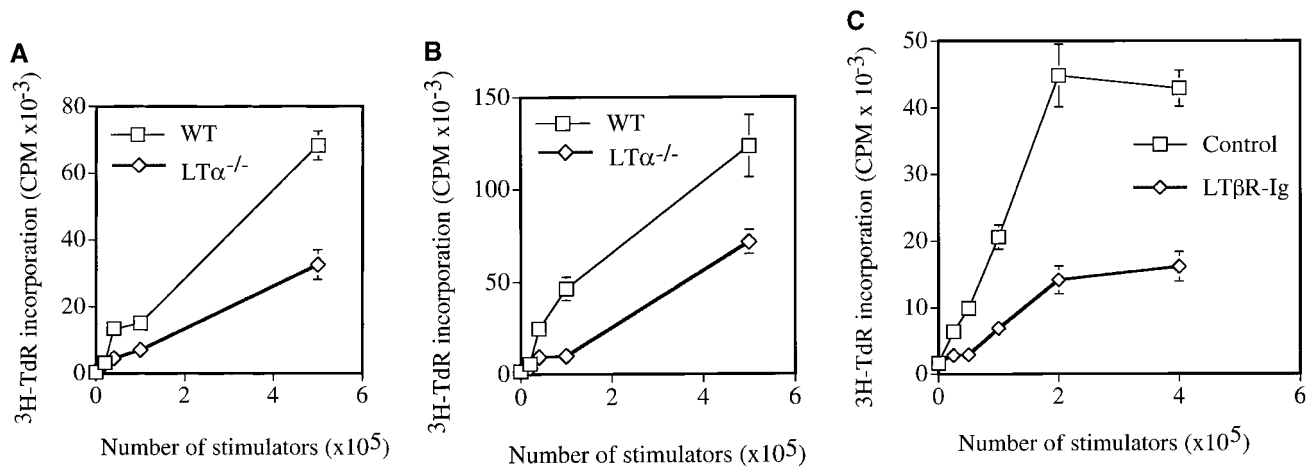 A
³H-TdR incorporation (CPM x10⁻³)
80
60
40
20
0
WT
LTα⁻/⁻
0 2 4 6
Number of stimulators (x10⁵)
B
³H-TdR incorporation (CPM x10⁻³)
150
100
50
0
WT
LTα⁻/⁻
0 2 4 6
Number of stimulators (x10⁵)
C
³H-TdR incorporation (CPM x 10⁻³)
50
40
30
20
10
0
Control
LTβR-Ig
0 2 4 6
Number of stimulators (x10⁵)